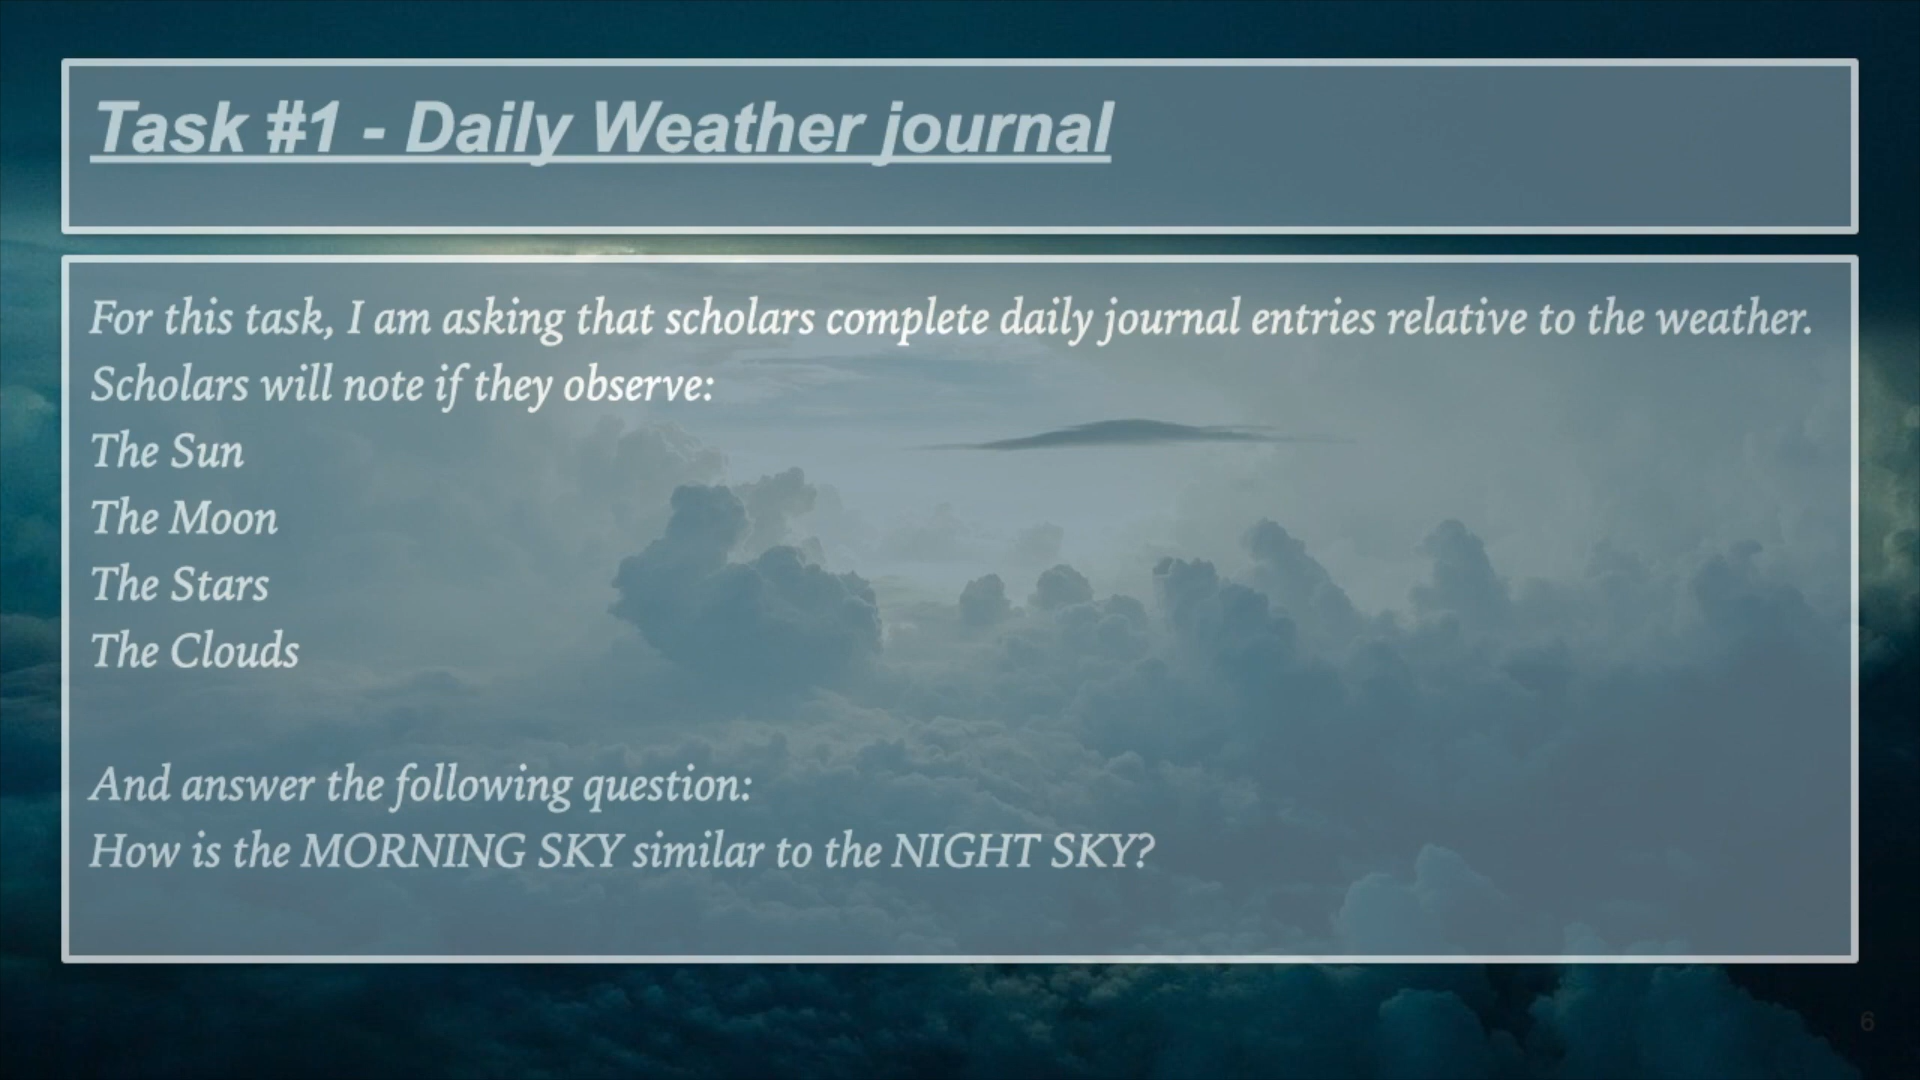 Task #1 - Daily Weather journal
For this task, I am asking that scholars complete daily journal entries relative to the weather.
Scholars will note if they observe:
The Sun
The Moon
The Stars
The Clouds
And answer the following question:
How is the MORNING SKY similar to the NIGHT SKY?
6